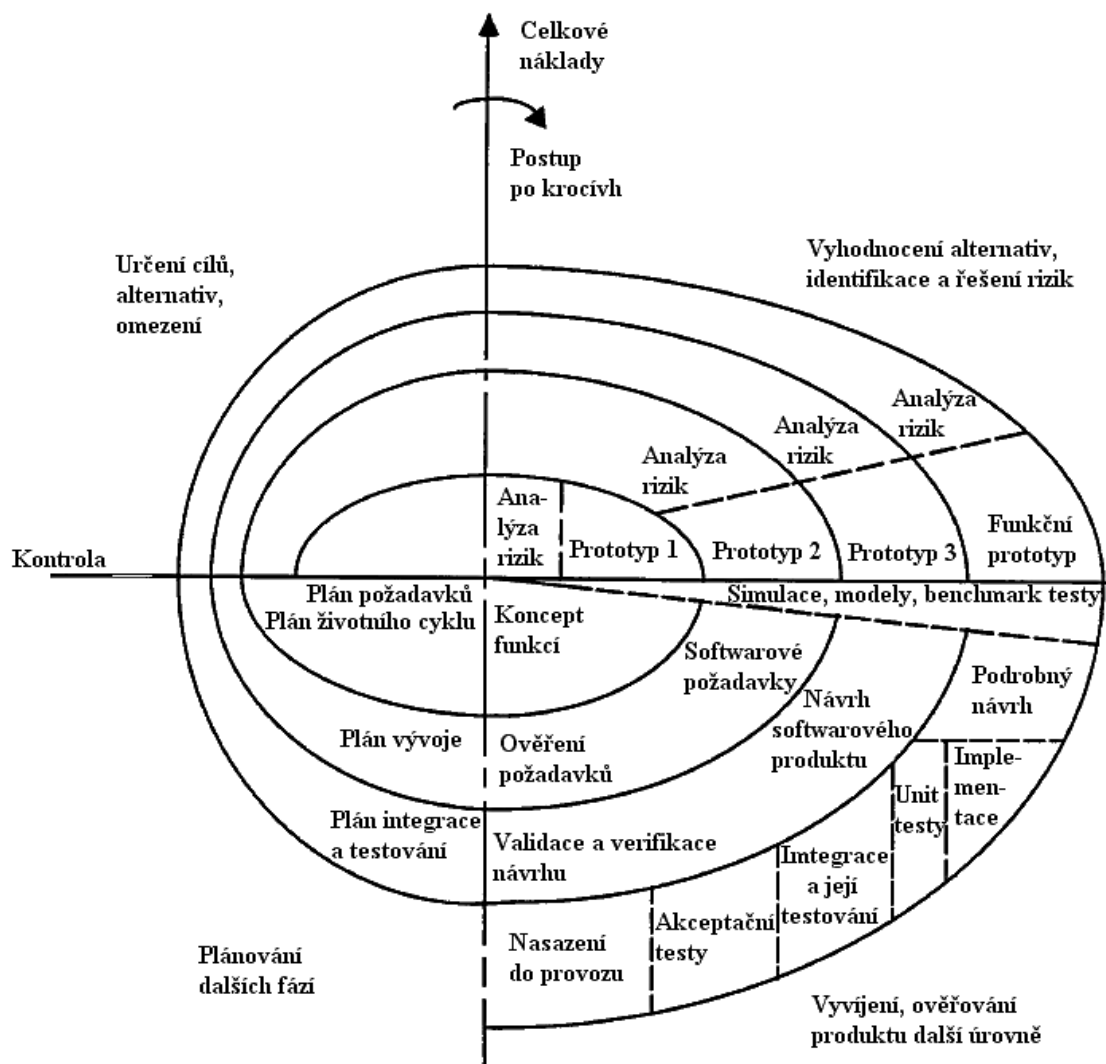 Celkové
náklady
Postup
po krocívh
Určení cílů,
alternativ,
omezení
Vyhodnocení alternativ,
identifikace a řešení rizik
Analýza
rizik
Analýza
rizik
Analýza
rizik
Ana-
lýza
rizik
Prototyp 1
Prototyp 2
Prototyp 3
Funkční
prototyp
Kontrola
Simulace, modely, benchmark testy
Plán požadavků
Plán životního cyklu
Koncept
funkcí
Softwarové
požadavky
Návrh
softwarového
produktu
Podrobný
návrh
Plán vývoje
Ověření
požadavků
Imple-
men-
tace
Unit
testy
Plán integrace
a testování
Validace a verifikace
návrhu
Imtegrace
a její
testování
Akceptační
testy
Nasazení
do provozu
Plánování
dalších fází
Vyvíjení, ověřování
produktu další úrovně